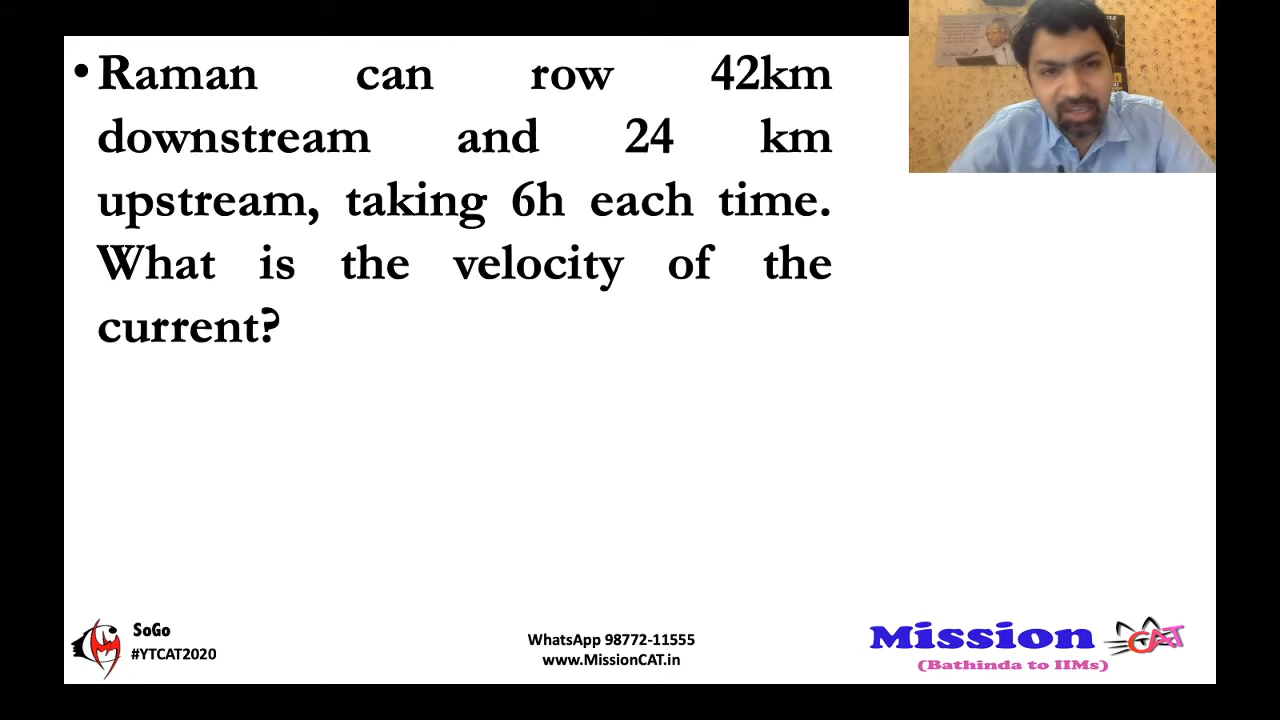 • Raman can row 42km
downstream and 24 km
upstream, taking 6h each time.
What is the velocity of the
current?
SoGo
#YTCAT2020
WhatsApp 98772-11555
www.MissionCAT.in
Mission
CAT
(Bathinda to IIMs)